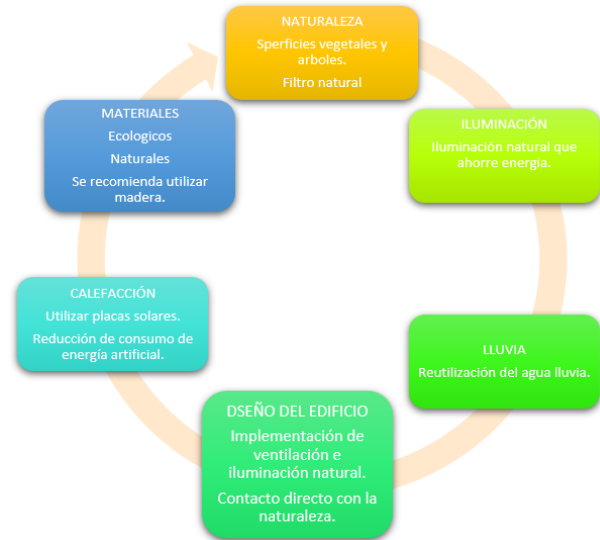 NATURALEZA
Sperficies vegetales y
arboles.
Filtro natural
ILUMINACIÓN
Iluminación natural que
ahorre energía.
LLUVIA
Reutilización del agua lluvia.
DSEÑO DEL EDIFICIO
Implementación de
ventilación e
iluminación natural.
Contacto directo con la
naturaleza.
CALEFACCIÓN
Utilizar placas solares.
Reducción de consumo de
energía artificial.
MATERIALES
Ecologicos
Naturales
Se recomienda utilizar
madera.